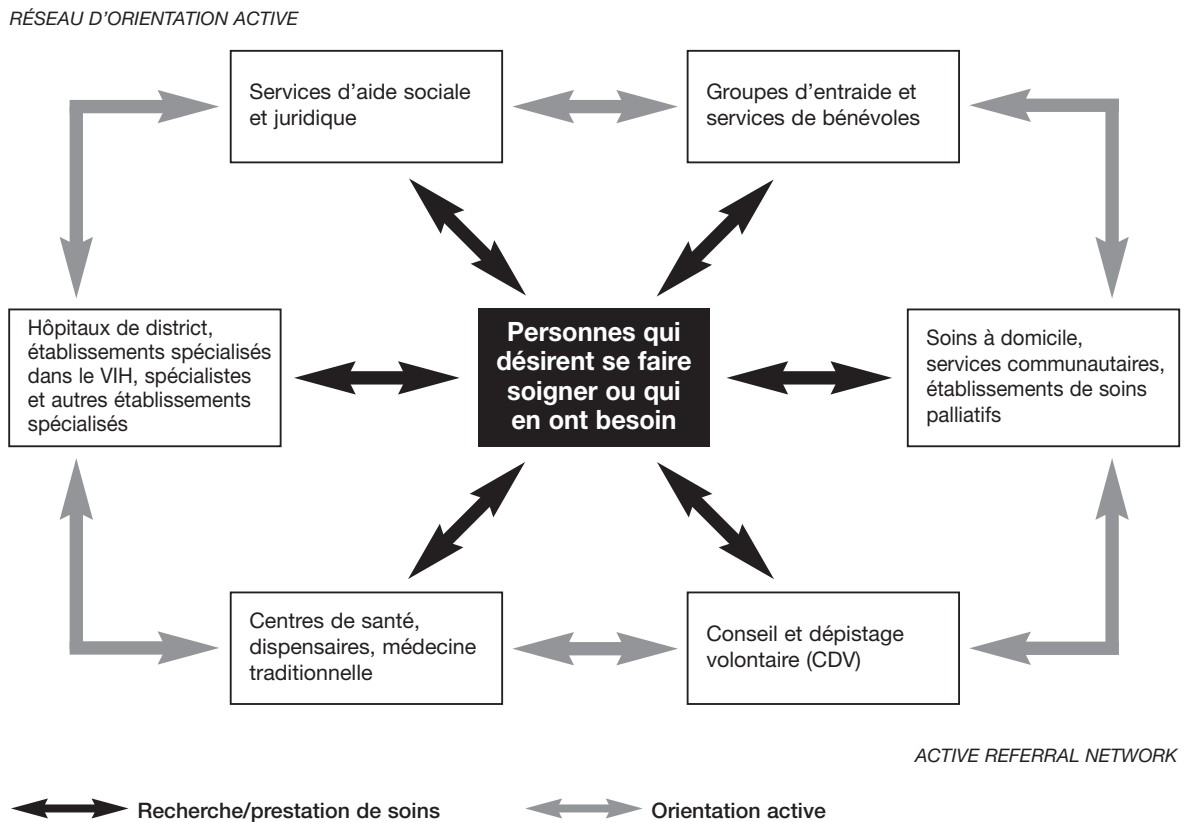 RÉSEAU D'ORIENTATION ACTIVE
Services d'aide sociale
et juridique
Groupes d'entraide et
services de bénévoles
Hôpitaux de district,
établissements spécialisés
dans le VIH, spécialistes
et autres établissements
spécialisés
Personnes qui
désirent se faire
soigner ou qui
en ont besoin
Soins à domicile,
services communautaires,
établissements de soins
palliatifs
Centres de santé,
dispensaires, médecine
traditionnelle
Conseil et dépistage
volontaire (CDV)
ACTIVE REFERRAL NETWORK
Recherche/prestation de soins
Orientation active